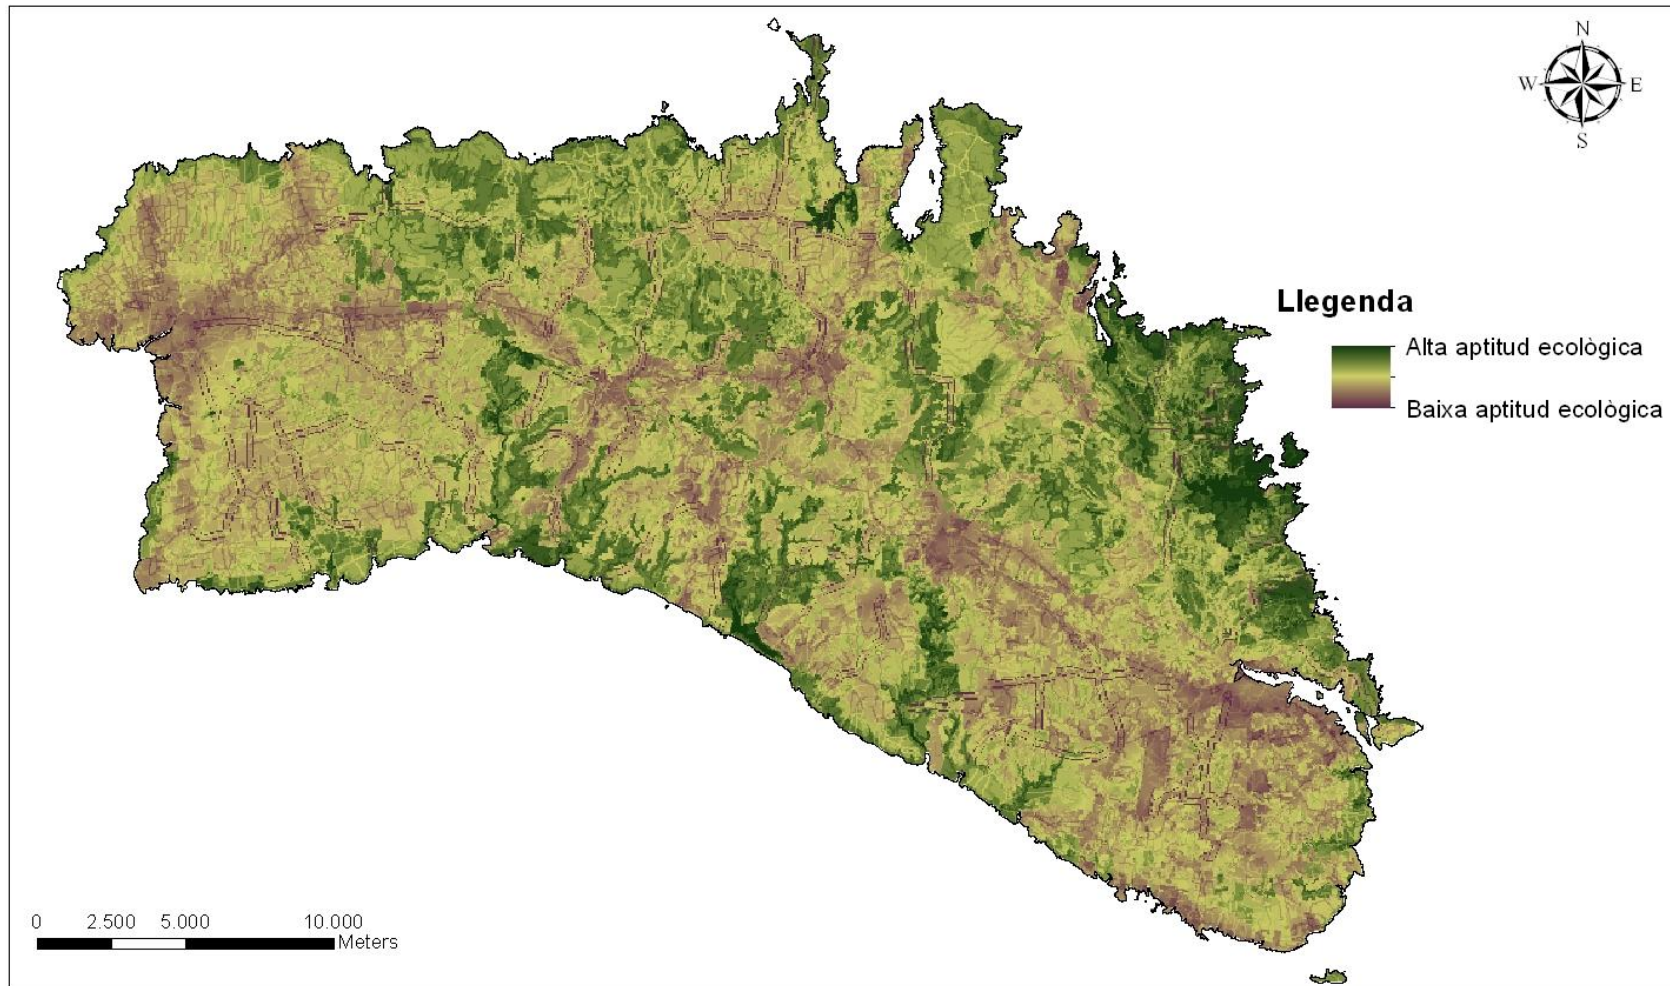 N
W E
S
Llegenda
Alta aptitud ecològica
Baixa aptitud ecològica
0 2.500 5.000 10.000
Meters